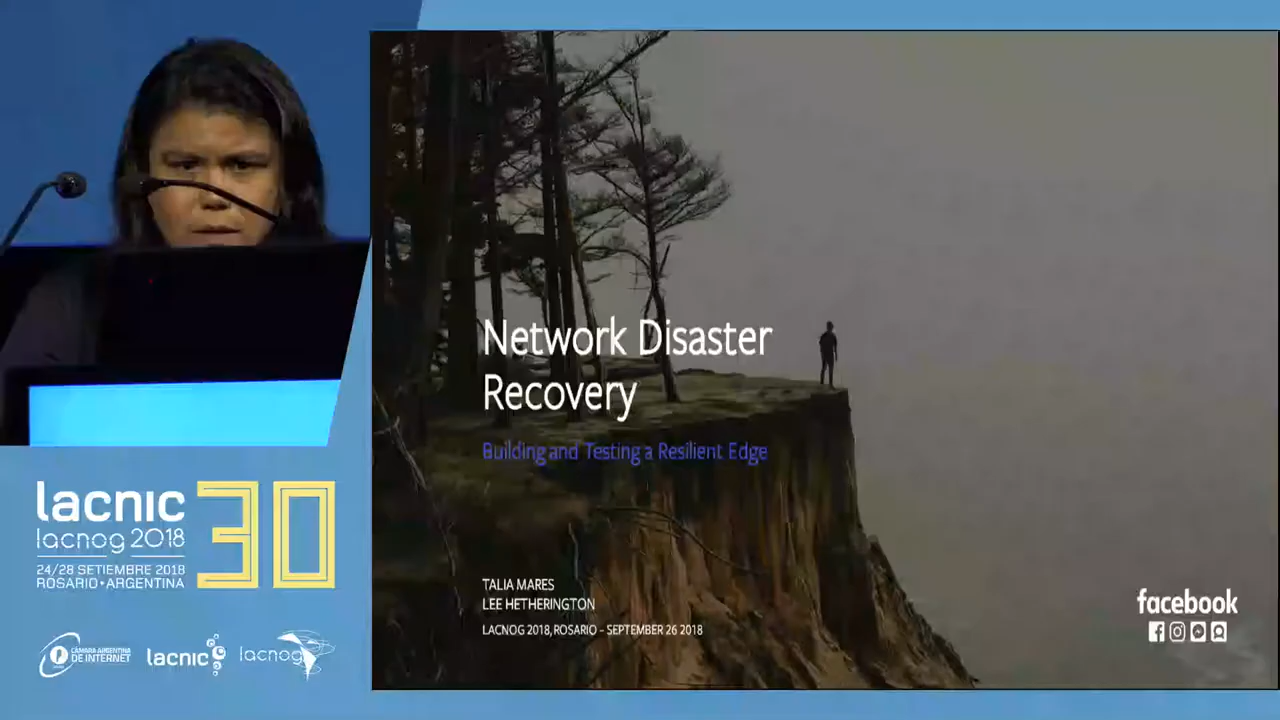 lacnic 30
lacnog 2018
24/28 SETIEMBRE 2018
ROSARIO•ARGENTINA
CÁMARA ARGENTINA
DE INTERNET
lacnic
lacnog
Network Disaster
Recovery
Building and Testing a Resilient Edge
TALIA MARES
LEE HETHERINGTON
LACNOG 2018, ROSARIO - SEPTEMBER 26 2018
facebook